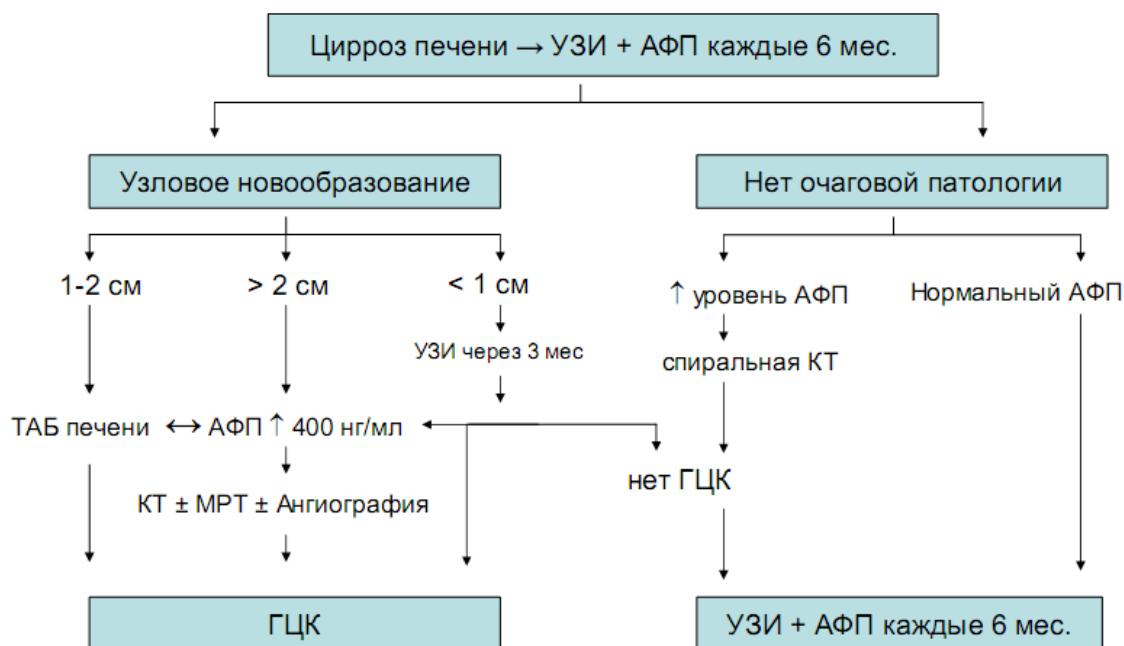 Цирроз печени → УЗИ + АФП каждые 6 мес.
Узловое новообразование
Нет очаговой патологии
1-2 см
> 2 см
< 1 см
↑ уровень АФП
Нормальный АФП
УЗИ через 3 мес
спиральная КТ
ТАБ печени ↔ АФП ↑ 400 нг/мл
нет ГЦК
КТ ± МРТ ± Ангиография
ГЦК
УЗИ + АФП каждые 6 мес.